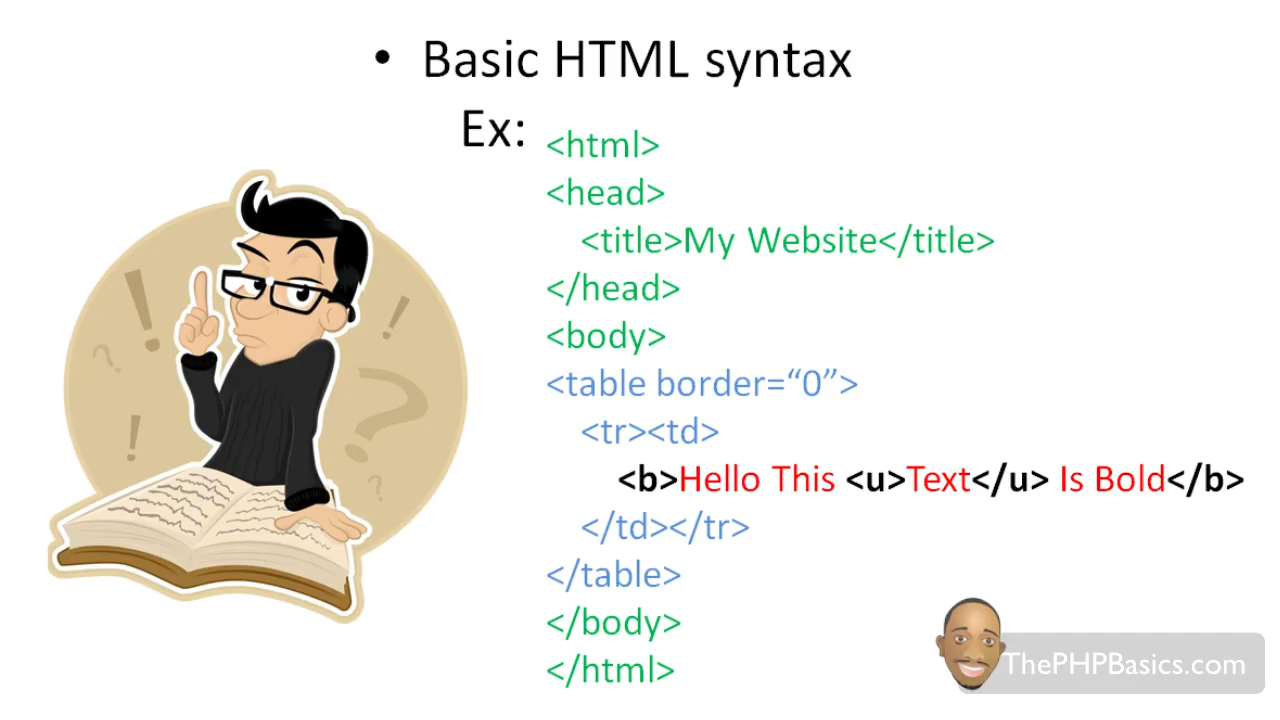 • Basic HTML syntax
Ex:
<html>
<head>
<title>My Website</title>
</head>
<body>
<table border=“0”>
<tr><td>
<b>Hello This <u>Text</u> Is Bold</b>
</td></tr>
</table>
</body>
</html>
ThePHPBasics.com